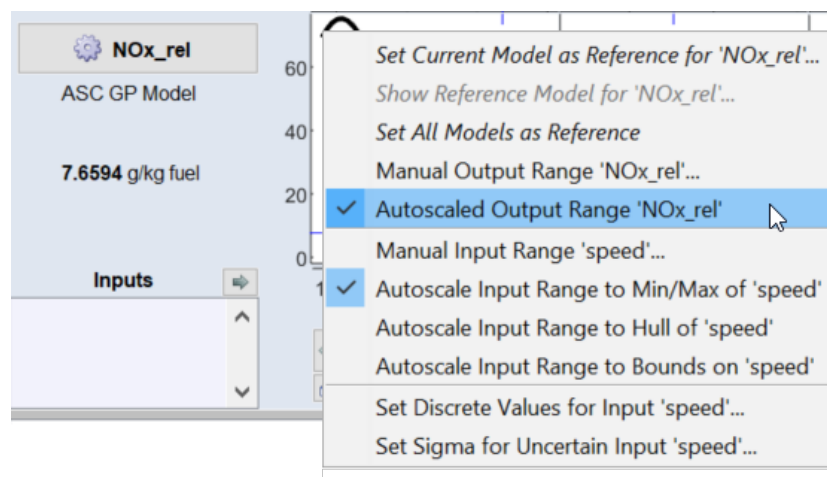 NOx_rel
ASC GP Model
7.6594 g/kg fuel
Inputs
60
40
20
0
1
Set Current Model as Reference for 'NOx_rel'...
Show Reference Model for 'NOx_rel'...
Set All Models as Reference
Manual Output Range 'NOx_rel'...
Autoscaled Output Range 'NOx_rel'
Manual Input Range 'speed'...
Autoscale Input Range to Min/Max of 'speed'
Autoscale Input Range to Hull of 'speed'
Autoscale Input Range to Bounds on 'speed'
Set Discrete Values for Input 'speed'...
Set Sigma for Uncertain Input 'speed'...